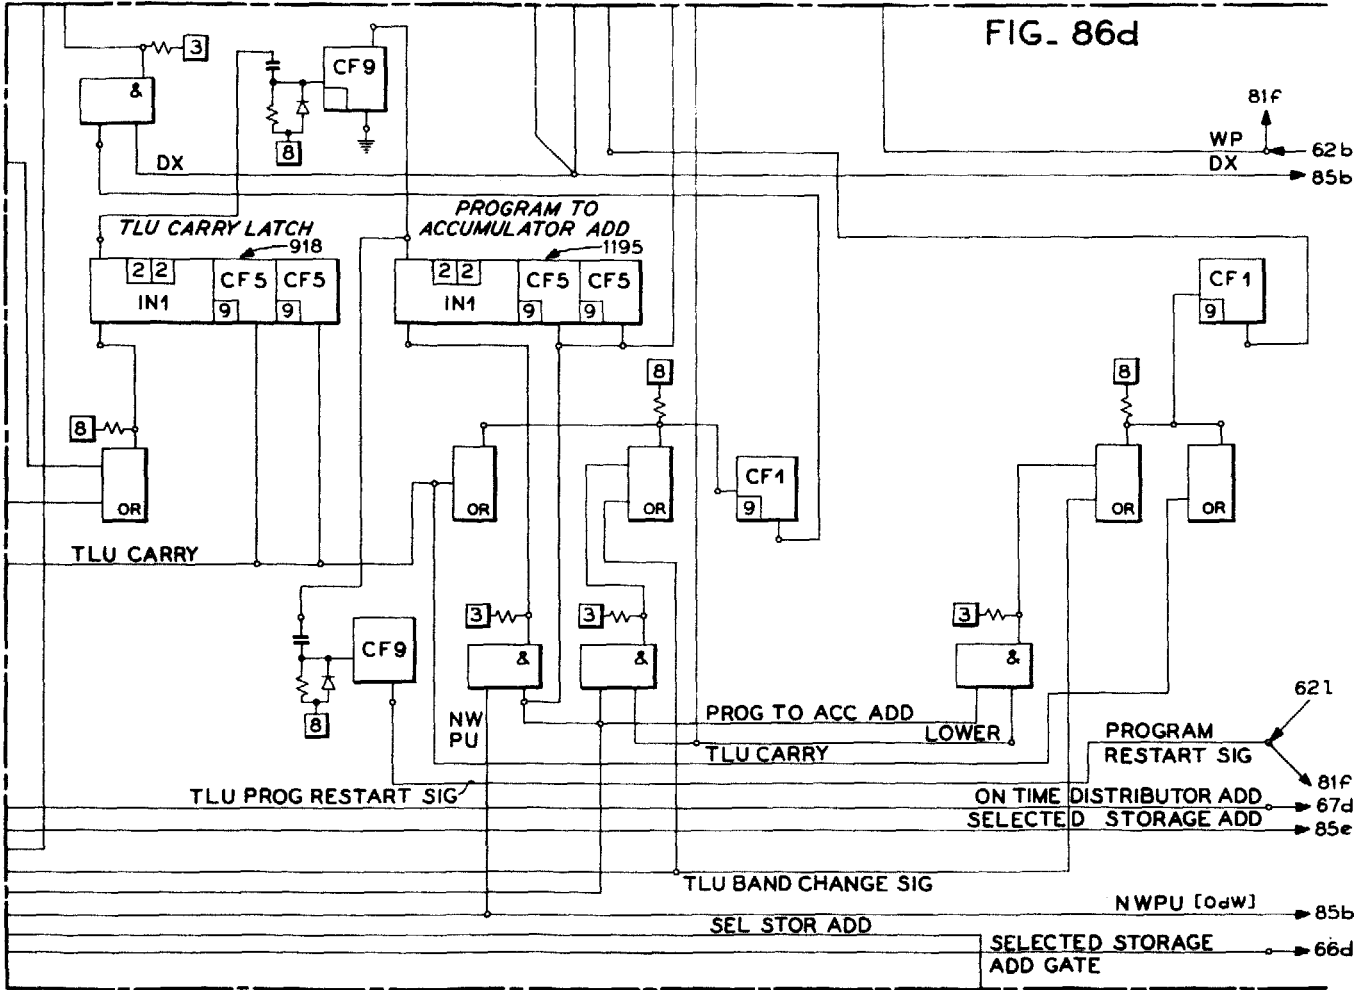 FIG. 86d
3
&
CF9
8
DX
81f
WP
62b
DX
85b
TLU CARRY LATCH
918
PROGRAM TO
ACCUMULATOR ADD
1195
2 2
IN1
CF5
9
CF5
9
2 2
IN1
CF5
9
CF5
9
CF1
9
8
8
8
OR
OR
OR
CF1
9
OR
OR
TLU CARRY
3
3
3
CF9
8
&
&
&
NW
PU
PROG TO ACC ADD
LOWER
TLU CARRY
621
PROGRAM
RESTART SIG
81f
TLU PROG RESTART SIG
ON TIME DISTRIBUTOR ADD
67d
SELECTED STORAGE ADD
85e
TLU BAND CHANGE SIG
NWPU [0dW]
85b
SEL STOR ADD
SELECTED STORAGE
ADD GATE
66d